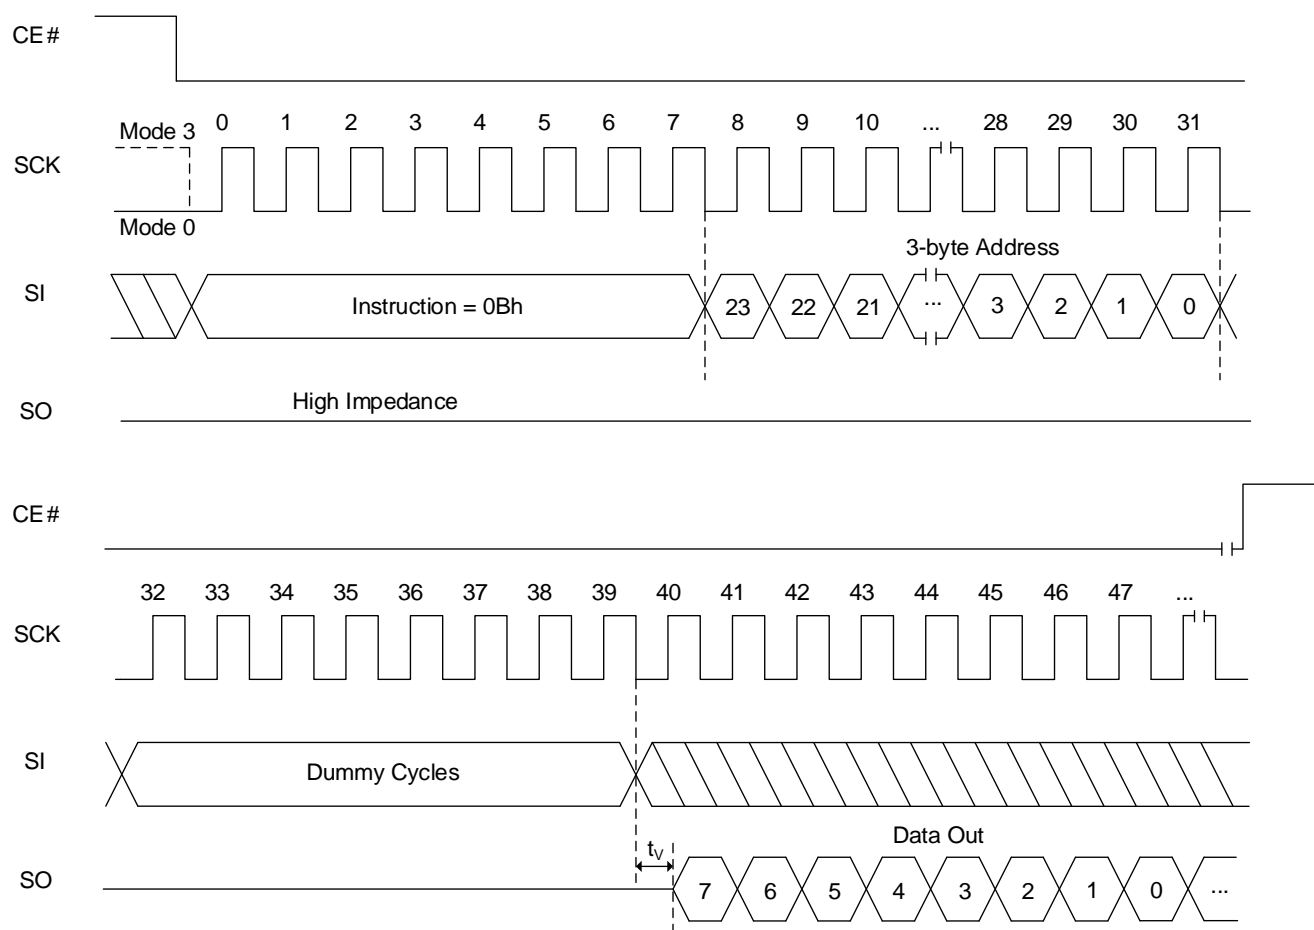 CE#
Mode 3 0 1 2 3 4 5 6 7 8 9 10 ... 28 29 30 31
SCK
Mode 0
3-byte Address
SI Instruction = 0Bh 23 22 21 ... 3 2 1 0
SO High Impedance
CE#
32 33 34 35 36 37 38 39 40 41 42 43 44 45 46 47 ...
SCK
SI Dummy Cycles
Data Out
tV
SO 7 6 5 4 3 2 1 0 ...